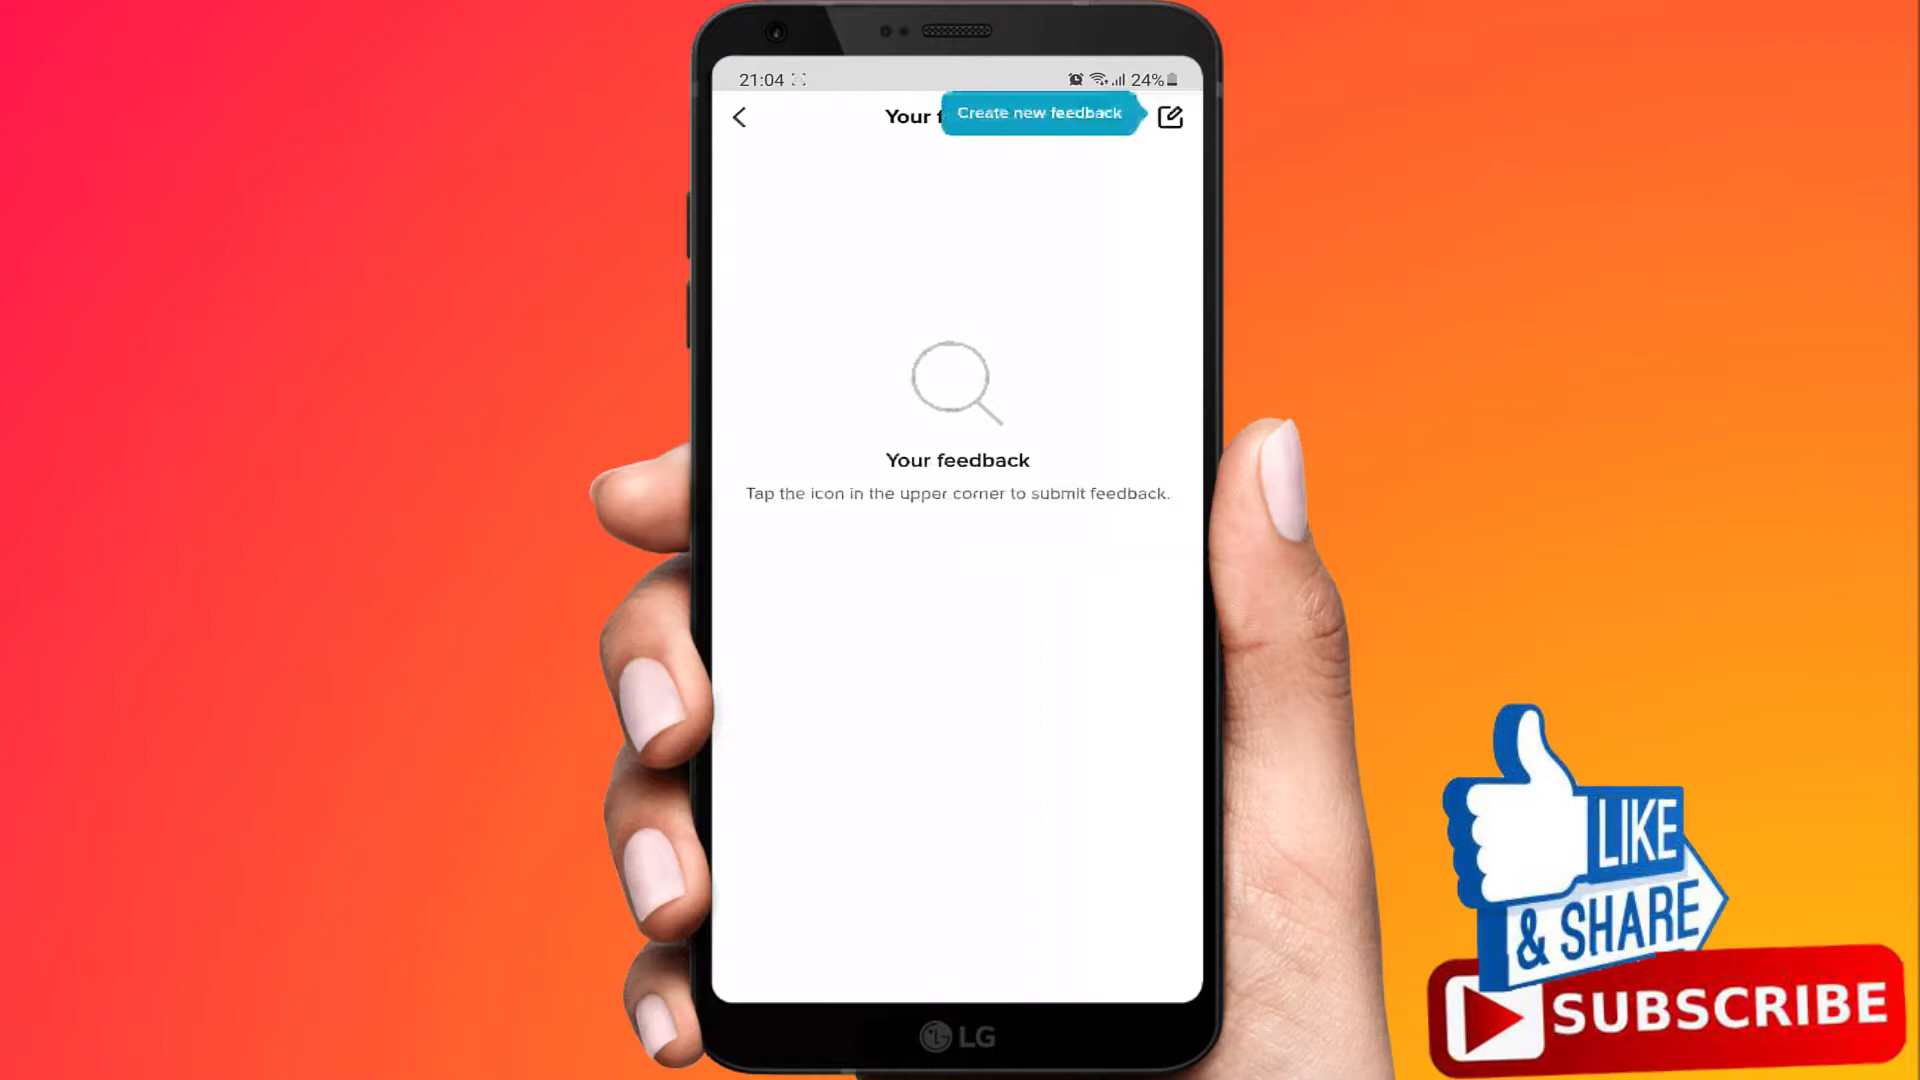 21:04
24%
Your f
Create new feedback
Your feedback
Tap the icon in the upper corner to submit feedback.
LG
LIKE
& SHARE
SUBSCRIBE